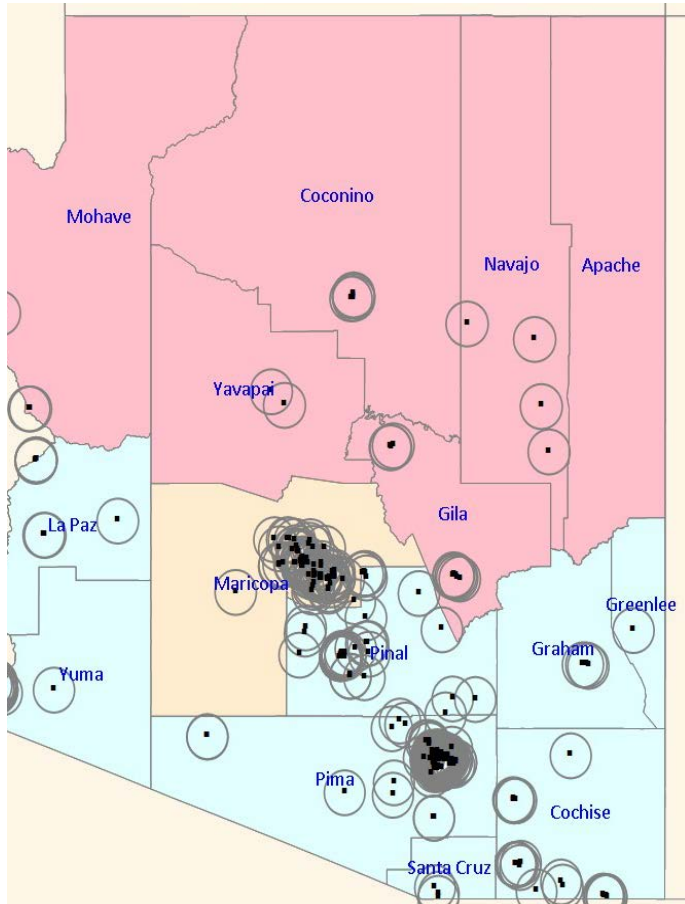 Coconino
Mohave
Navajo
Apache
Yavapai
Gila
La Paz
Maricopa
Greenlee
Graham
Pinal
Yuma
Pima
Cochise
Santa Cruz